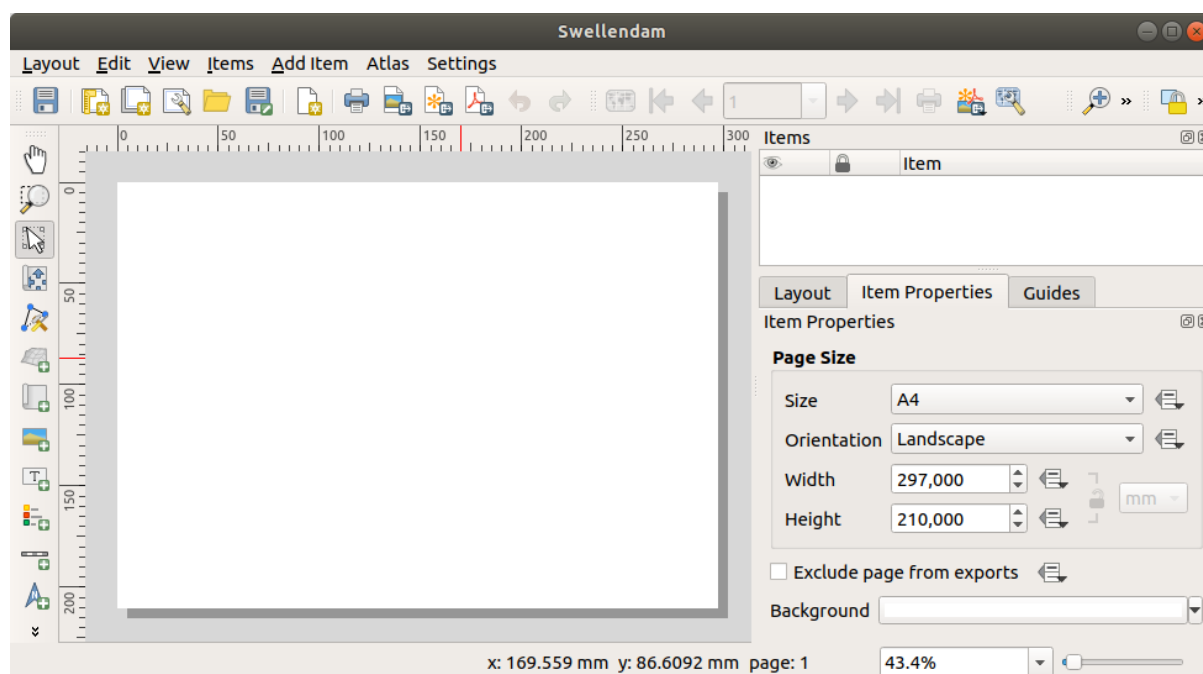 Swellendam
Layout Edit View Items Add Item Atlas Settings
1
»
»
0 50 100 150 200 250 300
0
50
100
150
200
Items
Item
Layout Item Properties Guides
Item Properties
Page Size
Size A4
Orientation Landscape
Width 297,000
mm
Height 210,000
Exclude page from exports
Background
x: 169.559 mm y: 86.6092 mm page: 1 43.4%